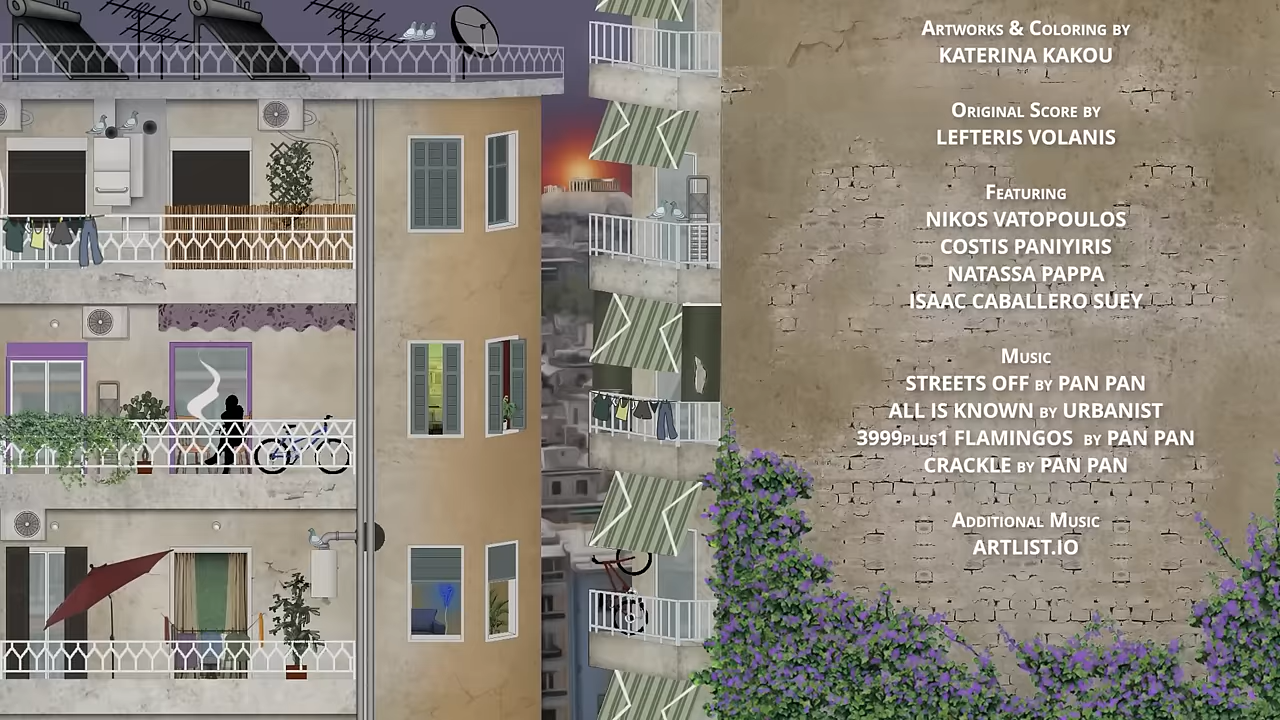 Artworks & Coloring by
KATERINA KAKOU
Original Score by
LEFTERIS VOLANIS
Featuring
NIKOS VATOPOULOS
COSTIS PANIYIRIS
NATASSA PAPPA
ISAAC CABALLERO SUEY
Music
STREETS OFF BY PAN PAN
ALL IS KNOWN BY URBANIST
3999PLUS1 FLAMINGOS BY PAN PAN
CRACKLE BY PAN PAN
Additional Music
ARTLIST.IO